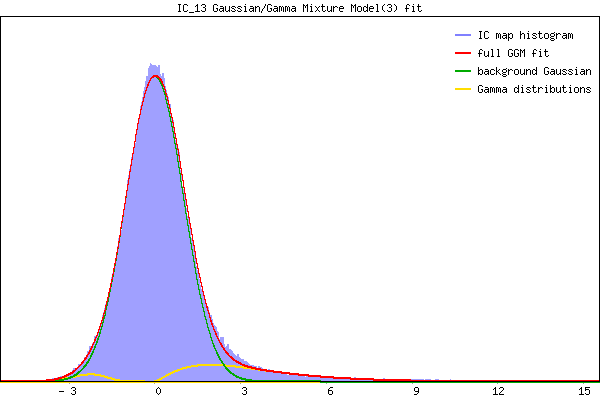 IC_13 Gaussian/Gamma Mixture Model(3) fit
IC map histogram
full GGM fit
background Gaussian
Gamma distributions
-3 0 3 6 9 12 15